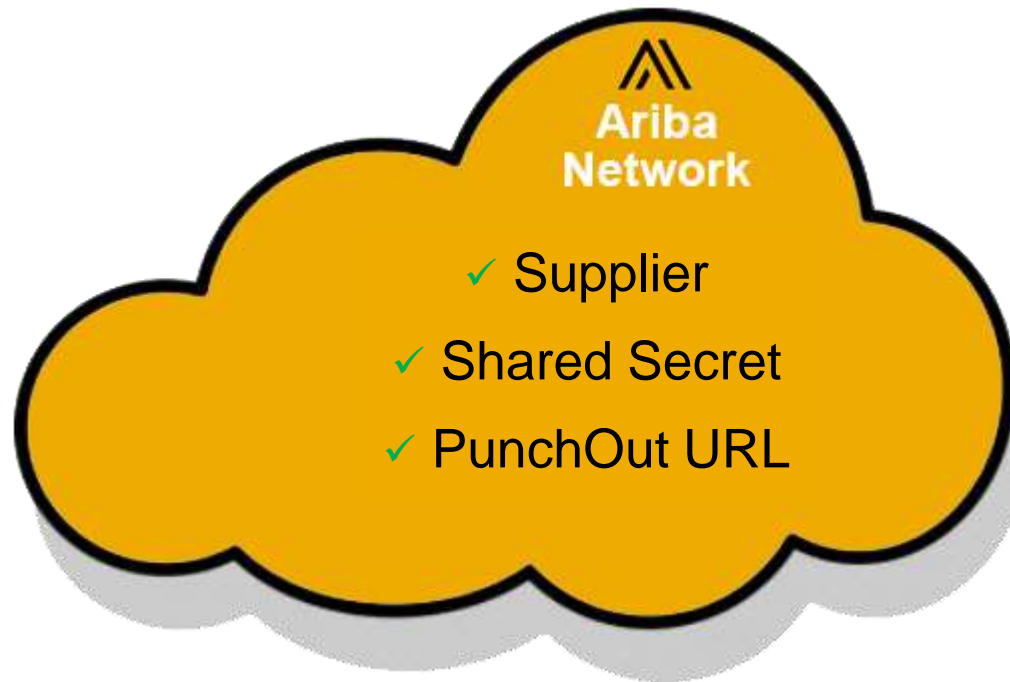 Ariba
Network
✓ Supplier
✓ Shared Secret
✓ PunchOut URL